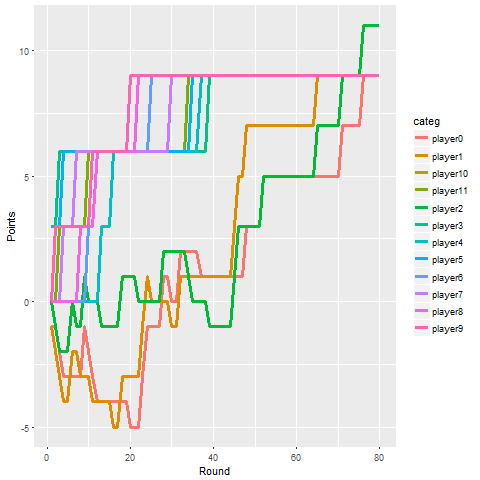 10
5
0
-5
Points
0
20
40
60
80
Round
categ
player0
player1
player10
player11
player2
player3
player4
player5
player6
player7
player8
player9